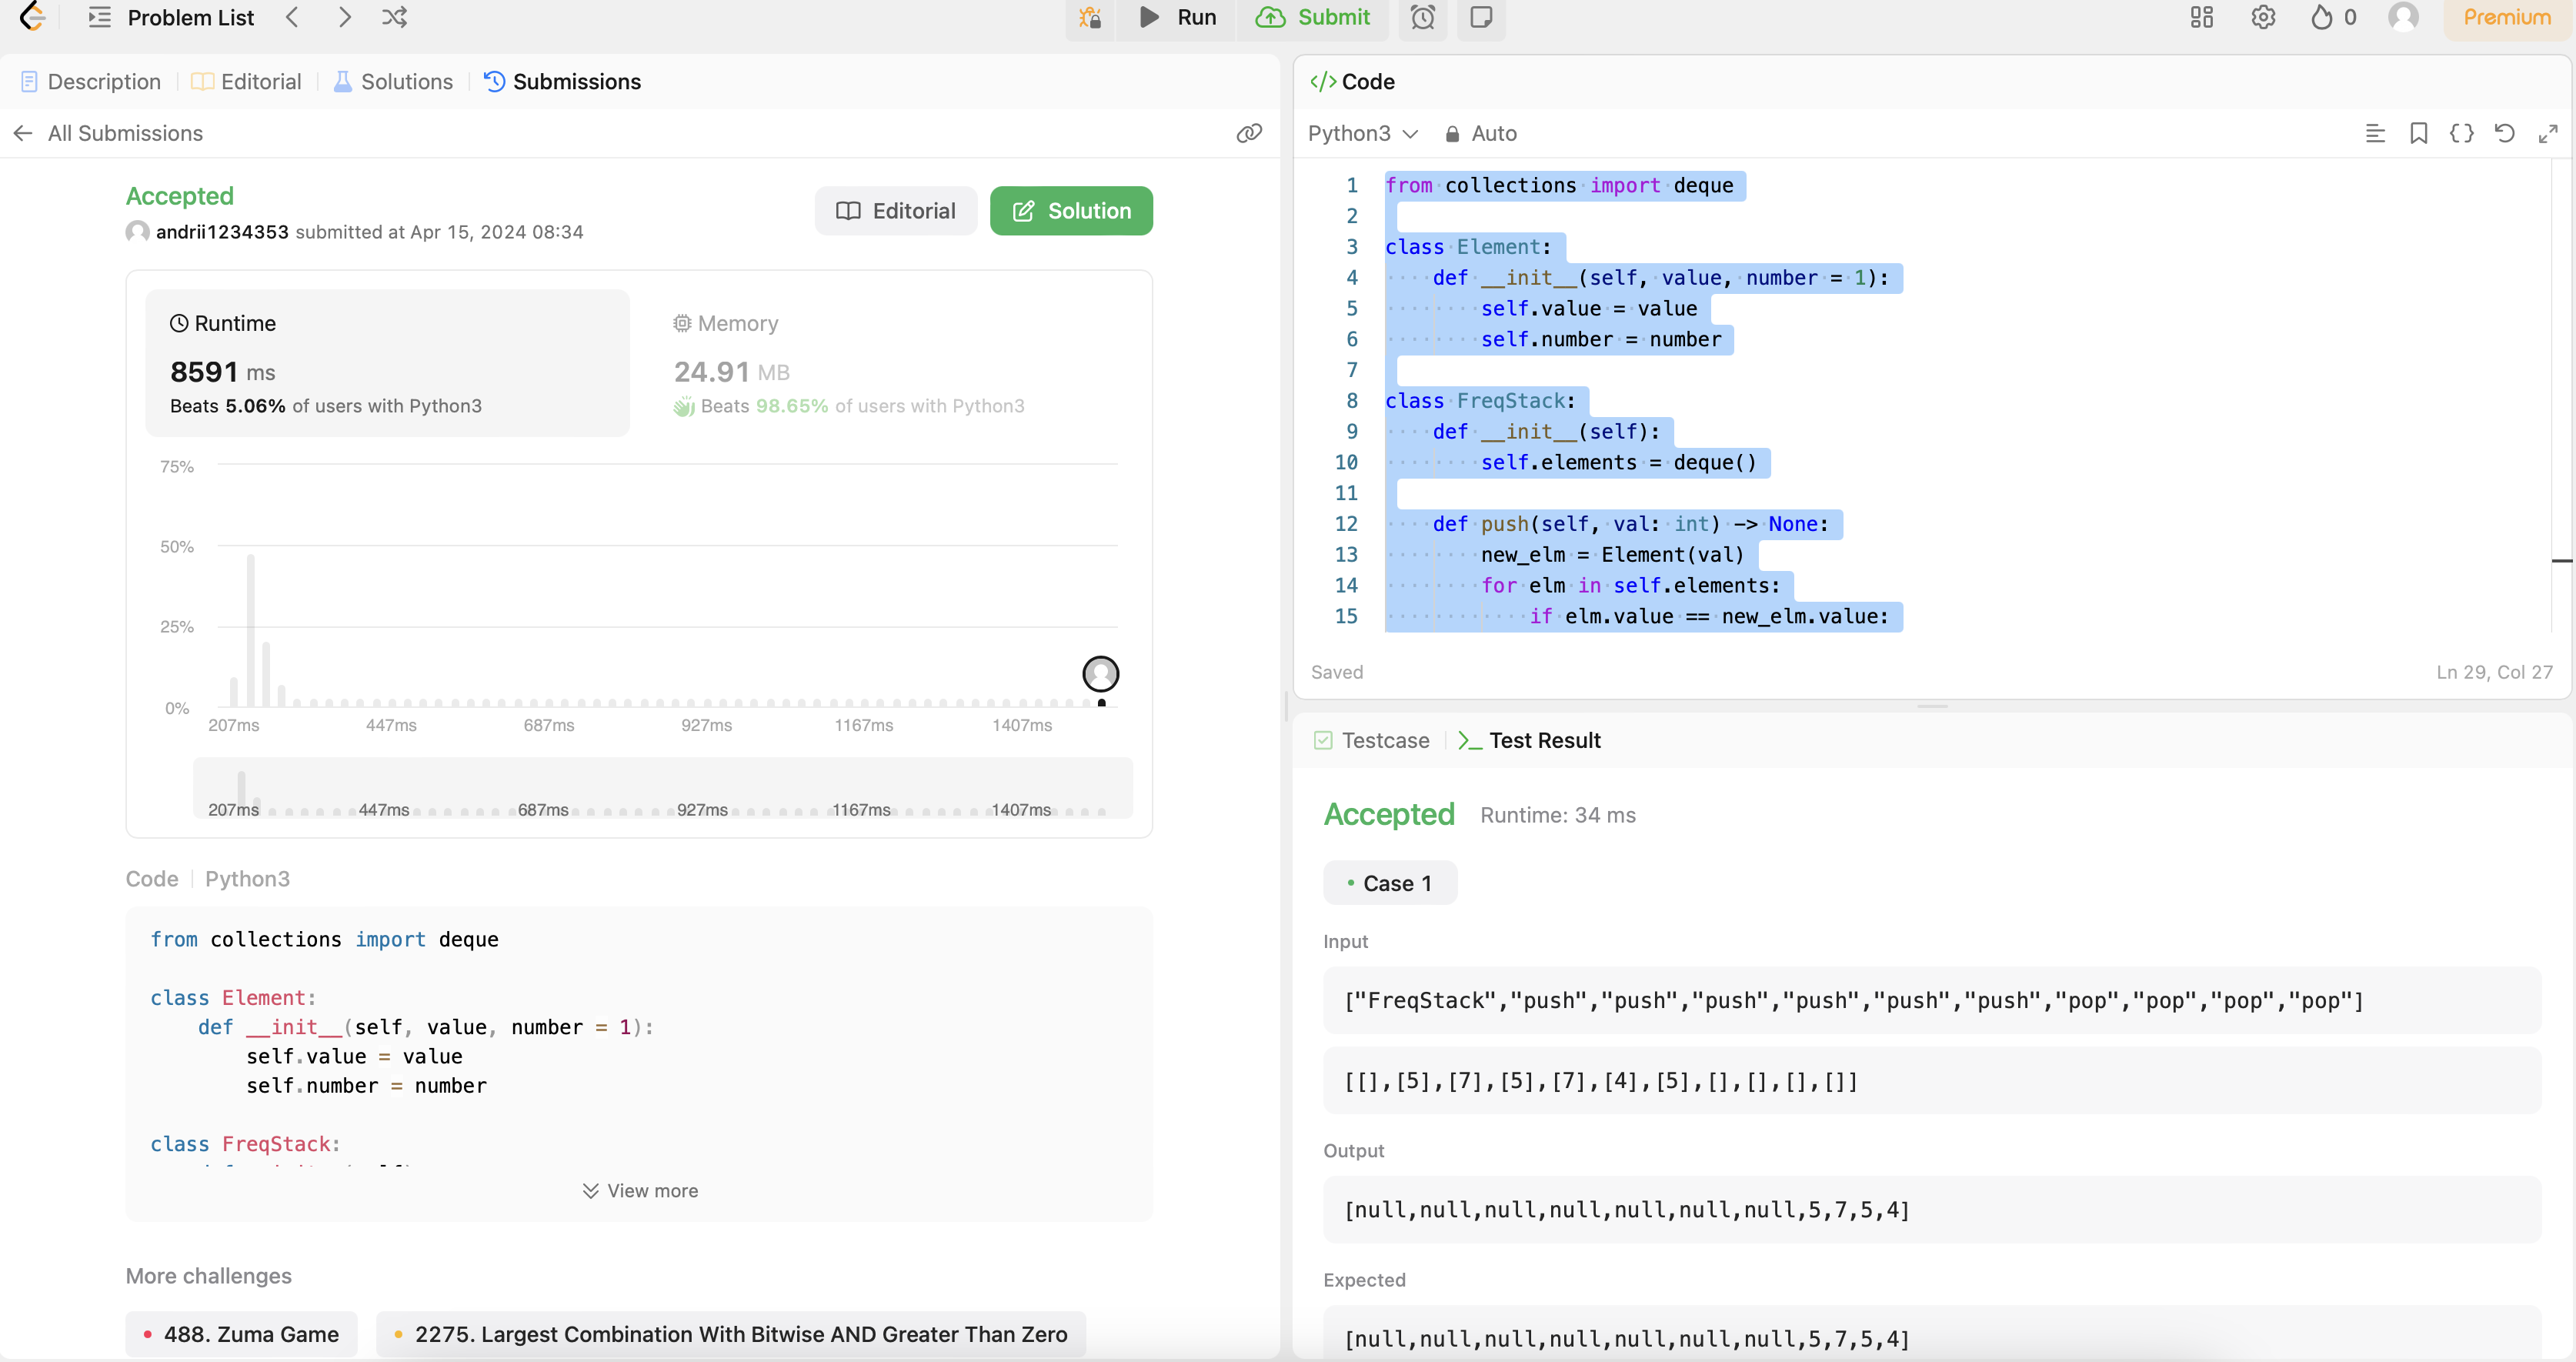 Problem List
Run
Submit
0
Premium
Description
Editorial
Solutions
Submissions
All Submissions
Accepted
andrii1234353 submitted at Apr 15, 2024 08:34
Editorial
Solution
Runtime
8591 ms
Beats 5.06% of users with Python3
Memory
24.91 MB
Beats 98.65% of users with Python3
75%
50%
25%
0%
207ms 447ms 687ms 927ms 1167ms 1407ms
207ms 447ms 687ms 927ms 1167ms 1407ms
Code | Python3
from collections import deque
class Element:
    def __init__(self, value, number = 1):
        self.value = value
        self.number = number
class FreqStack:
View more
More challenges
488. Zuma Game
2275. Largest Combination With Bitwise AND Greater Than Zero
</> Code
Python3
Auto
1 from collections import deque
2
3 class Element:
4     def __init__(self, value, number = 1):
5         self.value = value
6         self.number = number
7
8 class FreqStack:
9     def __init__(self):
10         self.elements = deque()
11
12     def push(self, val: int) -> None:
13         new_elm = Element(val)
14         for elm in self.elements:
15             if elm.value == new_elm.value:
Saved
Ln 29, Col 27
Testcase
Test Result
Accepted
Runtime: 34 ms
Case 1
Input
["FreqStack","push","push","push","push","push","push","pop","pop","pop","pop"]
[[],[5],[7],[5],[7],[4],[5],[],[],[],[]]
Output
[null,null,null,null,null,null,null,5,7,5,4]
Expected
[null,null,null,null,null,null,null,5,7,5,4]